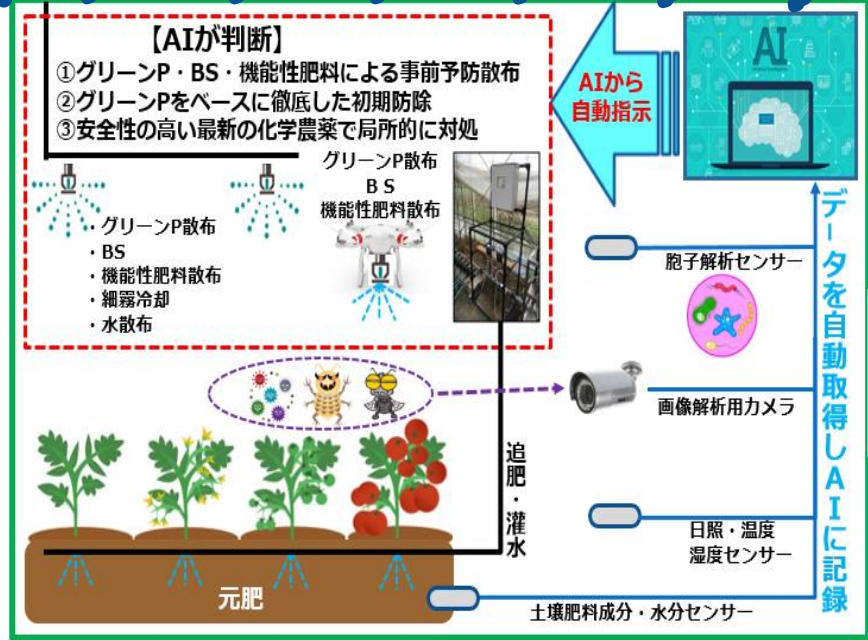 【AIが判断】
①グリーンP・BS・機能性肥料による事前予防散布
②グリーンPをベースに徹底した初期防除
③安全性の高い最新の化学農薬で局所的に対処
AIから
自動指示
AI
グリーンP散布
BS
機能性肥料散布
・グリーンP散布
・BS
・機能性肥料散布
・細霧冷却
・水散布
胞子解析センサー
画像解析用カメラ
日照・温度
湿度センサー
土壌肥料成分・水分センサー
データを自動取得しAIに記録
追肥・灌水
元肥